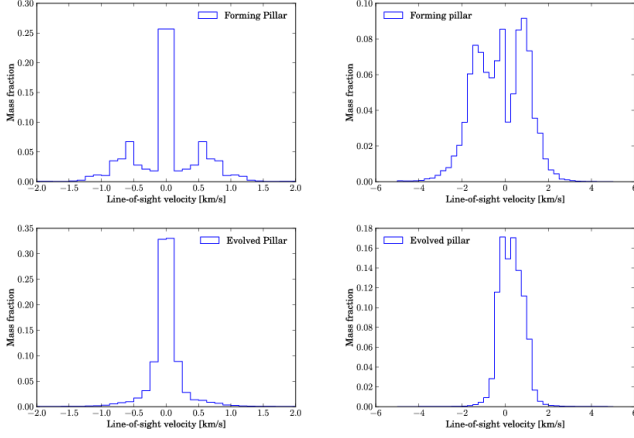 0.35
0.30
0.25
0.20
0.15
0.10
0.05
0.00
Mass fraction
Forming Pillar
−2.0 −1.5 −1.0 −0.5 0.0 0.5 1.0 1.5 2.0
Line-of-sight velocity [km/s]
0.10
0.08
0.06
0.04
0.02
0.00
Mass fraction
Forming pillar
−6 −4 −2 0 2 4 6
Line-of-sight velocity [km/s]
0.35
0.30
0.25
0.20
0.15
0.10
0.05
0.00
Mass fraction
Evolved Pillar
−2.0 −1.5 −1.0 −0.5 0.0 0.5 1.0 1.5 2.0
Line-of-sight velocity [km/s]
0.18
0.16
0.14
0.12
0.10
0.08
0.06
0.04
0.02
0.00
Mass fraction
Evolved pillar
−6 −4 −2 0 2 4 6
Line-of-sight velocity [km/s]